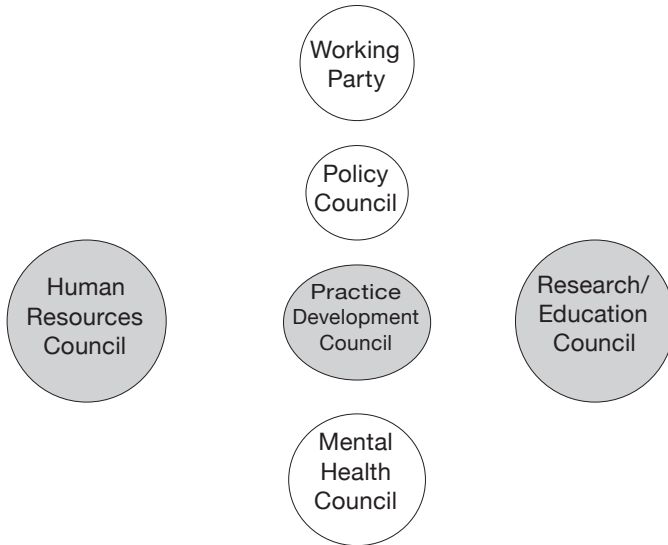 Working
Party
Policy
Council
Human
Resources
Council
Practice
Development
Council
Research/
Education
Council
Mental
Health
Council